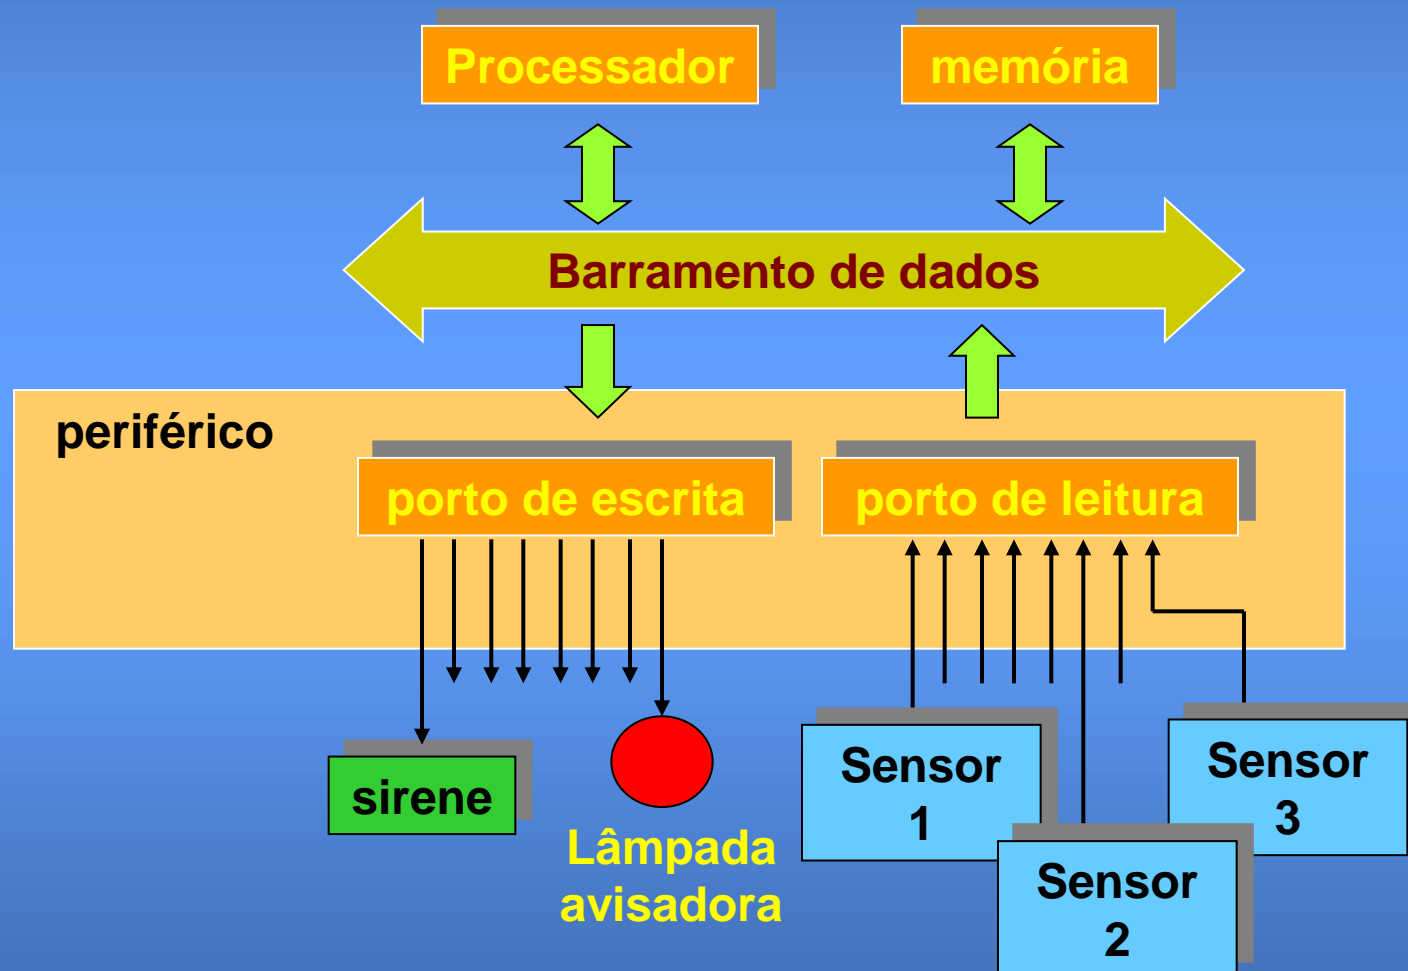 Processador
memória
Barramento de dados
periférico
porto de escrita
porto de leitura
sirene
Lâmpada
avisadora
Sensor
1
Sensor
2
Sensor
3